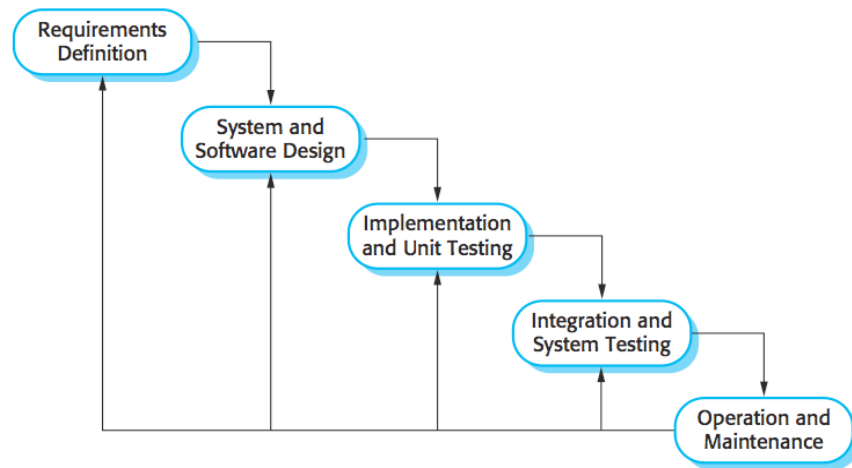 Requirements
Definition
System and
Software Design
Implementation
and Unit Testing
Integration and
System Testing
Operation and
Maintenance